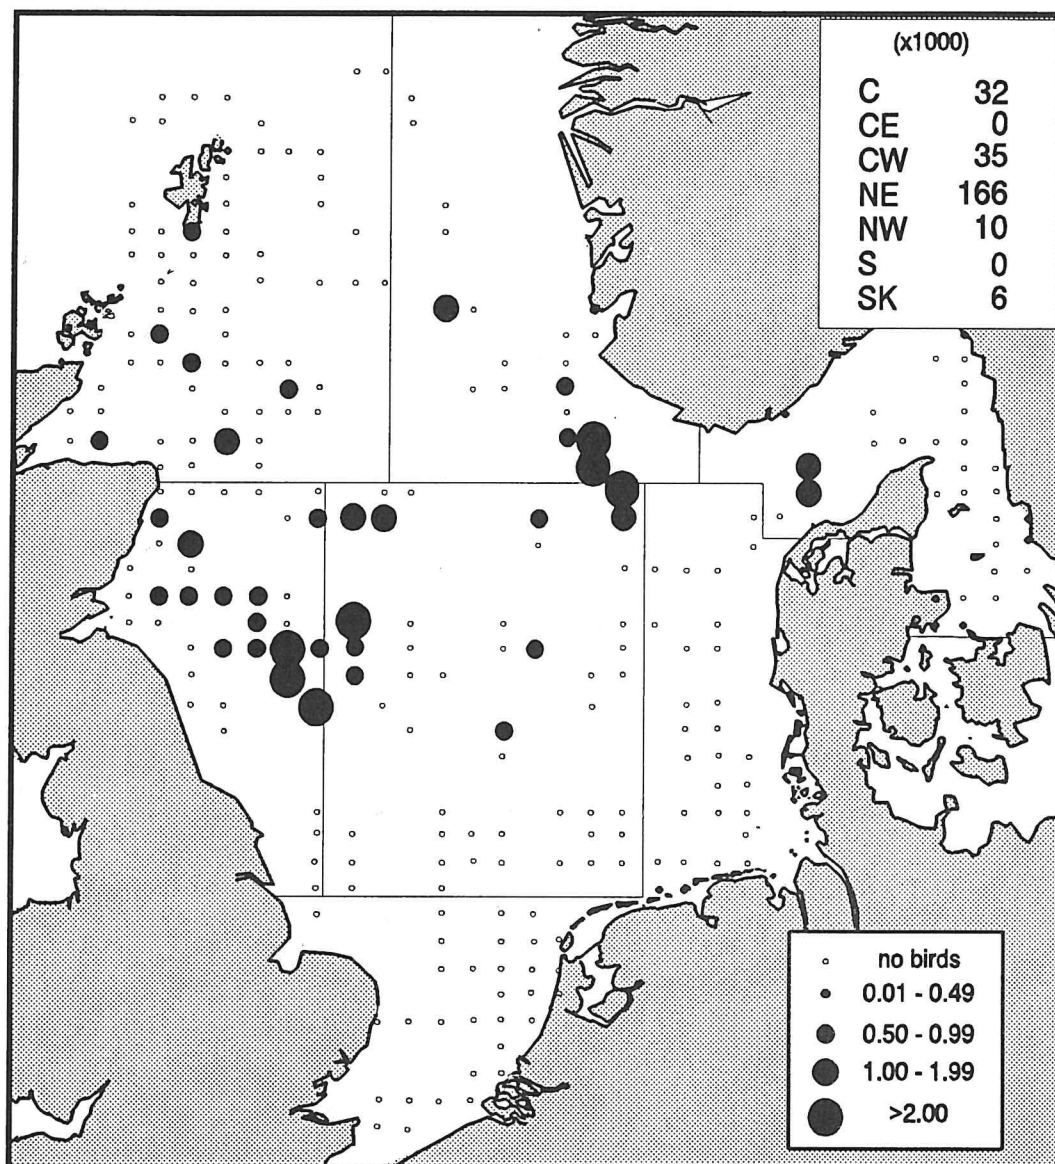 (x1000)
C 32
CE 0
CW 35
NE 166
NW 10
S 0
SK 6
no birds
0.01 - 0.49
0.50 - 0.99
1.00 - 1.99
>2.00